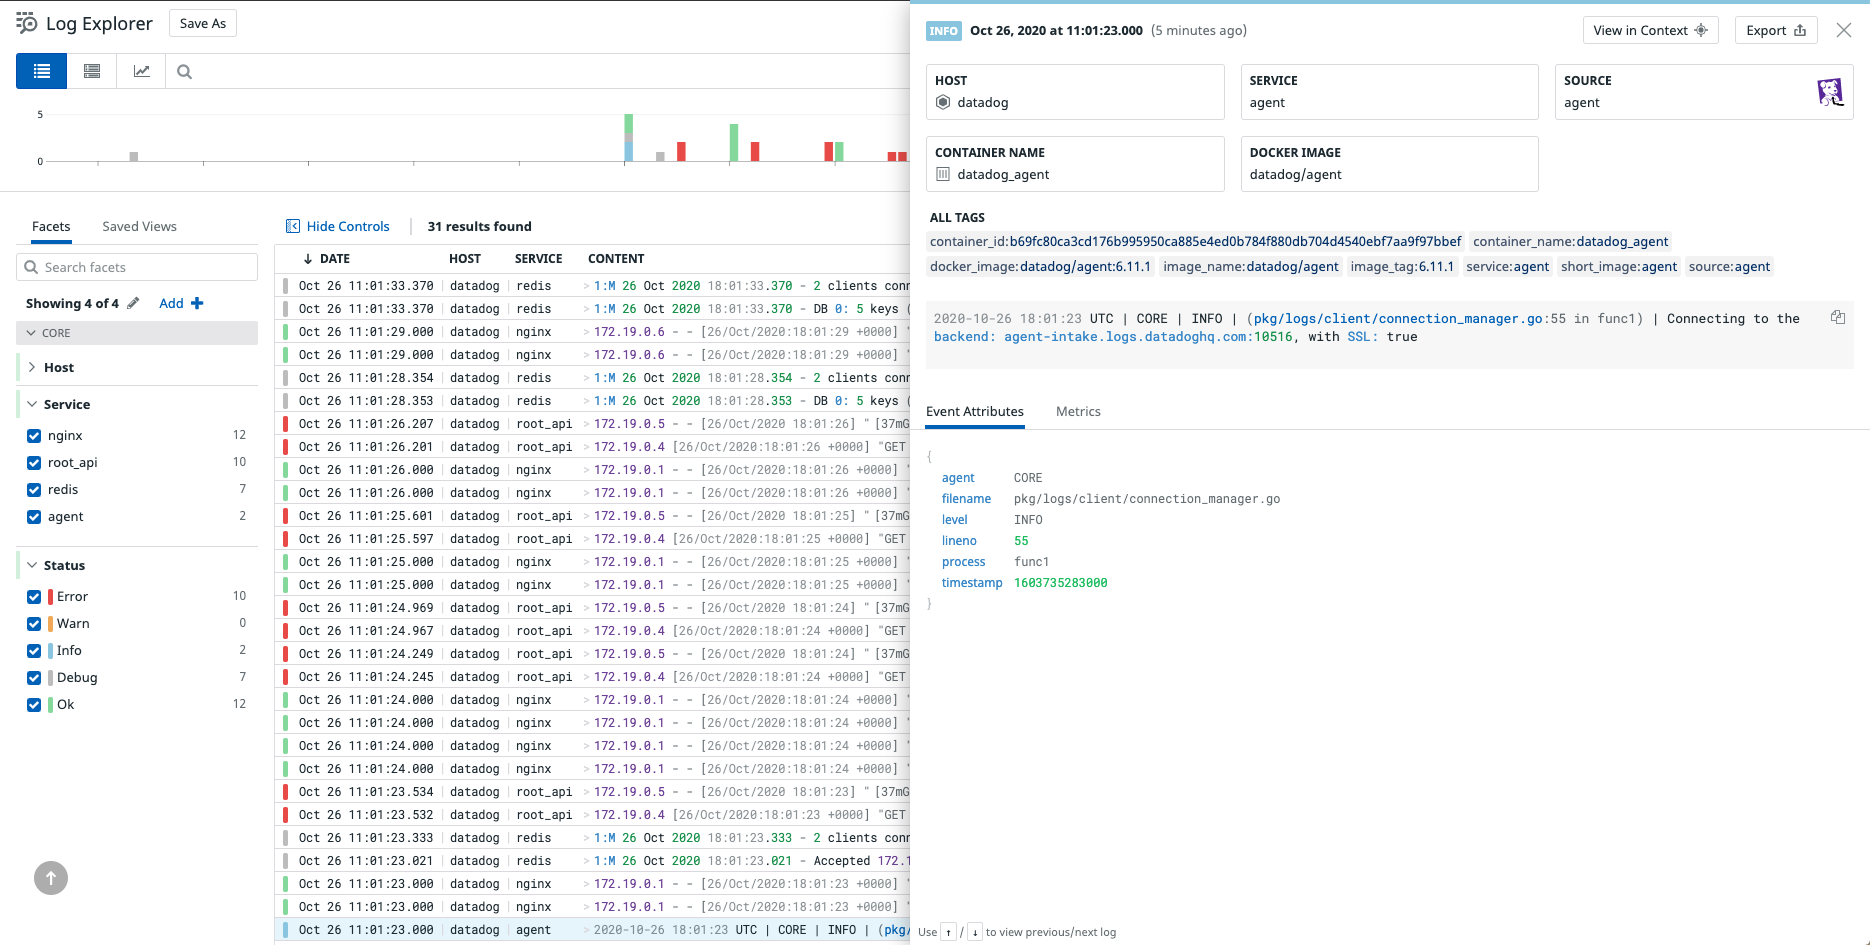 Log Explorer
Save As
5
0
Facets
Saved Views
Search facets
Showing 4 of 4
Add
CORE
Host
Service
nginx 12
root_api 10
redis 7
agent 2
Status
Error 10
Warn 0
Info 2
Debug 7
Ok 12
Hide Controls
31 results found
DATE HOST SERVICE CONTENT
Oct 26 11:01:33.370 datadog redis > 1:M 26 Oct 2020 18:01:33.370 - 2 clients conn
Oct 26 11:01:33.370 datadog redis > 1:M 26 Oct 2020 18:01:33.370 - DB 0: 5 keys (
Oct 26 11:01:29.000 datadog nginx > 172.19.0.6 - - [26/Oct/2020:18:01:29 +0000] "
Oct 26 11:01:29.000 datadog nginx > 172.19.0.6 - - [26/Oct/2020:18:01:29 +0000] "
Oct 26 11:01:28.354 datadog redis > 1:M 26 Oct 2020 18:01:28.354 - 2 clients conn
Oct 26 11:01:28.353 datadog redis > 1:M 26 Oct 2020 18:01:28.353 - DB 0: 5 keys (
Oct 26 11:01:26.207 datadog root_api > 172.19.0.5 - - [26/Oct/2020 18:01:26] " [37mG
Oct 26 11:01:26.201 datadog root_api > 172.19.0.4 [26/Oct/2020:18:01:26 +0000] "GET
Oct 26 11:01:26.000 datadog nginx > 172.19.0.1 - - [26/Oct/2020:18:01:26 +0000] "
Oct 26 11:01:26.000 datadog nginx > 172.19.0.1 - - [26/Oct/2020:18:01:26 +0000] "
Oct 26 11:01:25.601 datadog root_api > 172.19.0.5 - - [26/Oct/2020 18:01:25] " [37mG
Oct 26 11:01:25.597 datadog root_api > 172.19.0.4 [26/Oct/2020:18:01:25 +0000] "GET
Oct 26 11:01:25.000 datadog nginx > 172.19.0.1 - - [26/Oct/2020:18:01:25 +0000] "
Oct 26 11:01:25.000 datadog nginx > 172.19.0.1 - - [26/Oct/2020:18:01:25 +0000] "
Oct 26 11:01:24.969 datadog root_api > 172.19.0.5 - - [26/Oct/2020 18:01:24] " [37mG
Oct 26 11:01:24.967 datadog root_api > 172.19.0.4 [26/Oct/2020:18:01:24 +0000] "GET
Oct 26 11:01:24.249 datadog root_api > 172.19.0.5 - - [26/Oct/2020 18:01:24] " [37mG
Oct 26 11:01:24.245 datadog root_api > 172.19.0.4 [26/Oct/2020:18:01:24 +0000] "GET
Oct 26 11:01:24.000 datadog nginx > 172.19.0.1 - - [26/Oct/2020:18:01:24 +0000] "
Oct 26 11:01:24.000 datadog nginx > 172.19.0.1 - - [26/Oct/2020:18:01:24 +0000] "
Oct 26 11:01:24.000 datadog nginx > 172.19.0.1 - - [26/Oct/2020:18:01:24 +0000] "
Oct 26 11:01:24.000 datadog nginx > 172.19.0.1 - - [26/Oct/2020:18:01:24 +0000] "
Oct 26 11:01:23.534 datadog root_api > 172.19.0.5 - - [26/Oct/2020 18:01:23] " [37mG
Oct 26 11:01:23.532 datadog root_api > 172.19.0.4 [26/Oct/2020:18:01:23 +0000] "GET
Oct 26 11:01:23.333 datadog redis > 1:M 26 Oct 2020 18:01:23.333 - 2 clients conn
Oct 26 11:01:23.021 datadog redis > 1:M 26 Oct 2020 18:01:23.021 - Accepted 172.1
Oct 26 11:01:23.000 datadog nginx > 172.19.0.1 - - [26/Oct/2020:18:01:23 +0000] "
Oct 26 11:01:23.000 datadog nginx > 172.19.0.1 - - [26/Oct/2020:18:01:23 +0000] "
Oct 26 11:01:23.000 datadog agent > 2020-10-26 18:01:23 UTC | CORE | INFO | (pkg/
INFO Oct 26, 2020 at 11:01:23.000 (5 minutes ago)
View in Context
Export
HOST
datadog
SERVICE
agent
SOURCE
agent
CONTAINER NAME
datadog_agent
DOCKER IMAGE
datadog/agent
ALL TAGS
container_id:b69fc80ca3cd176b995950ca885e4ed0b784f880db704d4540ebf7aa9f97bbef container_name:datadog_agent
docker_image:datadog/agent:6.11.1 image_name:datadog/agent image_tag:6.11.1 service:agent short_image:agent source:agent
2020-10-26 18:01:23 UTC | CORE | INFO | (pkg/logs/client/connection_manager.go:55 in func1) | Connecting to the
backend: agent-intake.logs.datadoghq.com:10516, with SSL: true
Event Attributes
Metrics
{
agent CORE
filename pkg/logs/client/connection_manager.go
level INFO
lineno 55
process func1
timestamp 1603735283000
}
Use ↑ / ↓ to view previous/next log